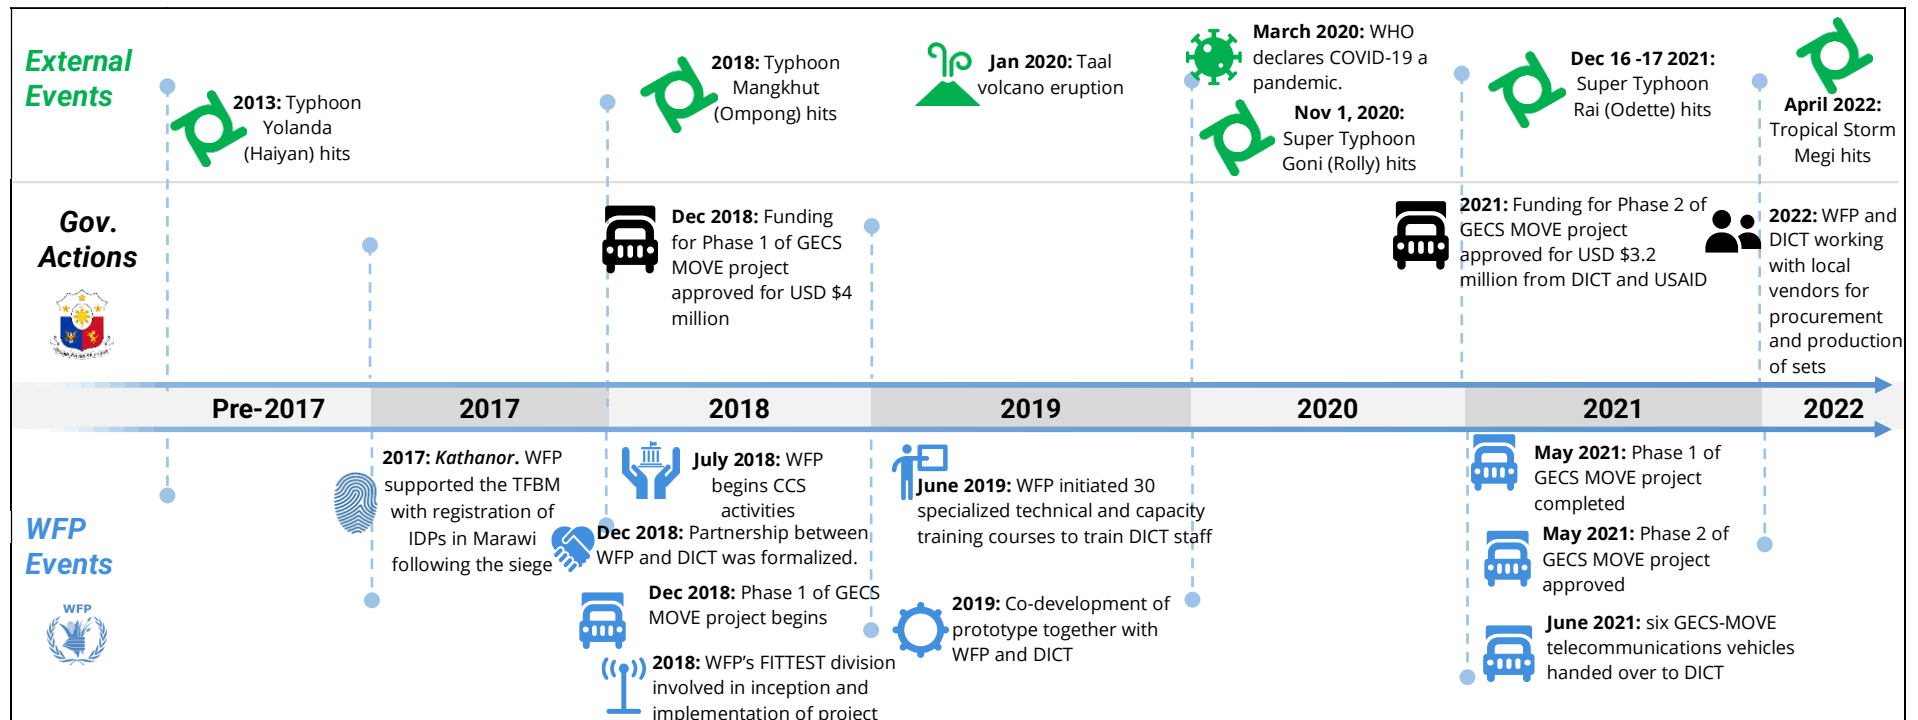 External
Events
2013: Typhoon
Yolanda
(Haiyan) hits
2018: Typhoon
Mangkhut
(Ompong) hits
Jan 2020: Taal
volcano eruption
March 2020: WHO
declares COVID-19 a
pandemic.
Nov 1, 2020:
Super Typhoon
Goni (Rolly) hits
Dec 16 -17 2021:
Super Typhoon
Rai (Odette) hits
April 2022:
Tropical Storm
Megi hits
Gov.
Actions
Dec 2018: Funding
for Phase 1 of GECS
MOVE project
approved for USD $4
million
2021: Funding for Phase 2 of
GECS MOVE project
approved for USD $3.2
million from DICT and USAID
2022: WFP and
DICT working
with local
vendors for
procurement
and production
of sets
Pre-2017
2017
2018
2019
2020
2021
2022
WFP
Events
WFP
2017: Kathanor. WFP
supported the TFBM
with registration of
IDPs in Marawi
following the siege
July 2018: WFP
begins CCS
activities
Dec 2018: Partnership between
WFP and DICT was formalized.
Dec 2018: Phase 1 of GECS
MOVE project begins
2018: WFP's FITTEST division
involved in inception and
implementation of project
June 2019: WFP initiated 30
specialized technical and capacity
training courses to train DICT staff
2019: Co-development of
prototype together with
WFP and DICT
May 2021: Phase 1 of
GECS MOVE project
completed
May 2021: Phase 2 of
GECS MOVE project
approved
June 2021: six GECS-MOVE
telecommunications vehicles
handed over to DICT